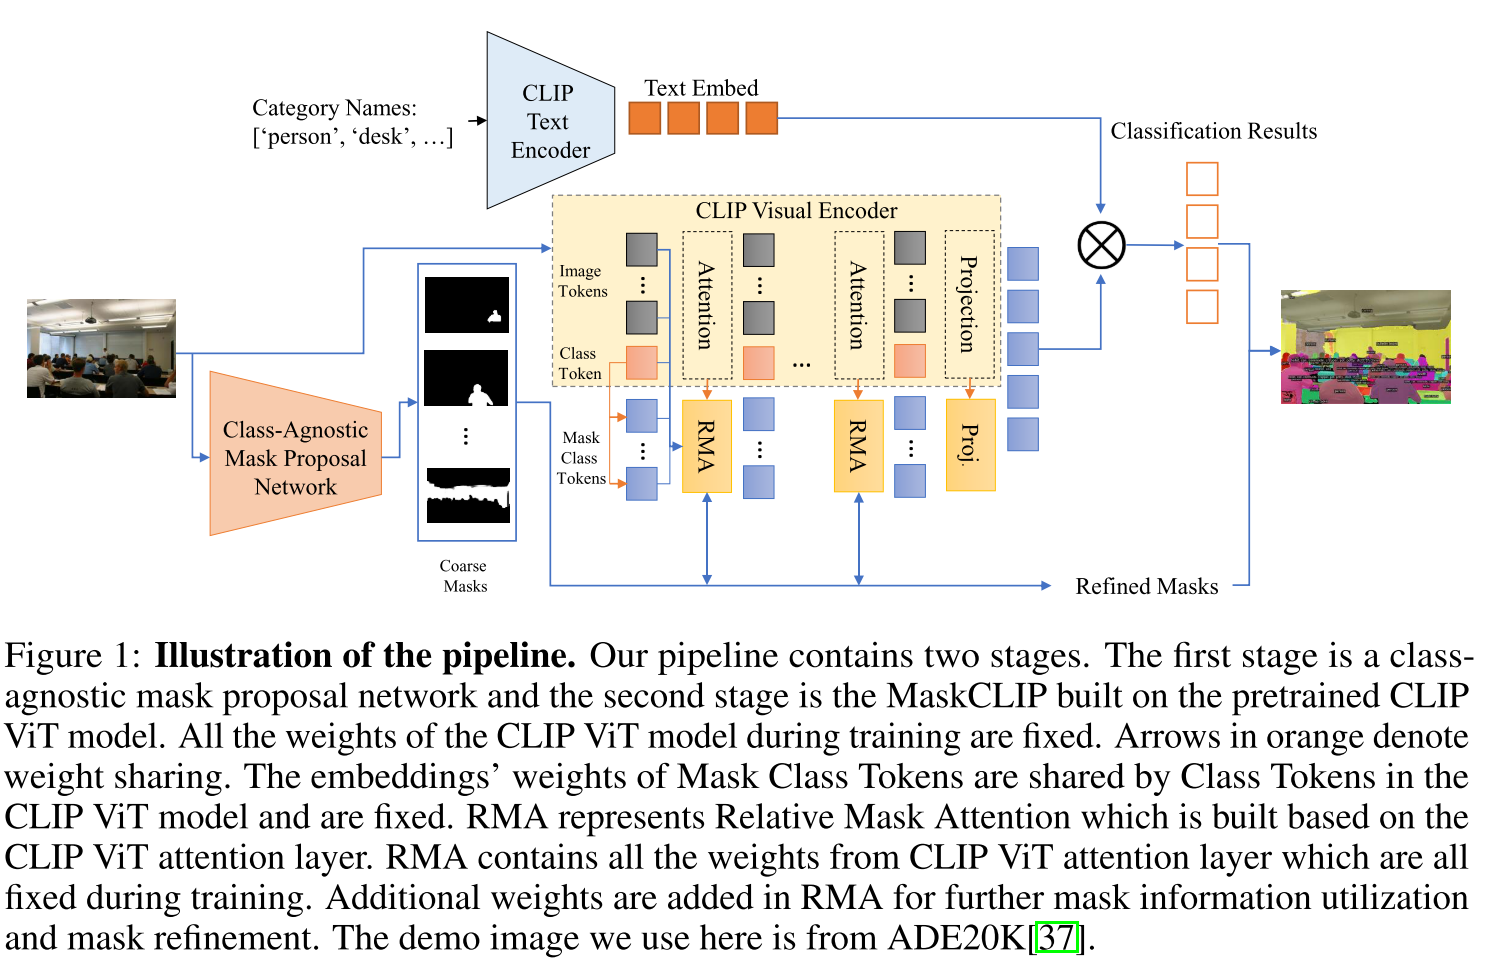 Category Names:
[‘person’, ‘desk’, …]
CLIP
Text
Encoder
Text Embed
Classification Results
CLIP Visual Encoder
Image
Tokens
Class
Token
Mask
Class
Tokens
Attention
Attention
Projection
...
RMA
RMA
Proj.
Class-Agnostic
Mask Proposal
Network
Coarse
Masks
Refined Masks
Figure 1: Illustration of the pipeline. Our pipeline contains two stages. The first stage is a class-
agnostic mask proposal network and the second stage is the MaskCLIP built on the pretrained CLIP
ViT model. All the weights of the CLIP ViT model during training are fixed. Arrows in orange denote
weight sharing. The embeddings’ weights of Mask Class Tokens are shared by Class Tokens in the
CLIP ViT model and are fixed. RMA represents Relative Mask Attention which is built based on the
CLIP ViT attention layer. RMA contains all the weights from CLIP ViT attention layer which are all
fixed during training. Additional weights are added in RMA for further mask information utilization
and mask refinement. The demo image we use here is from ADE20K[37].